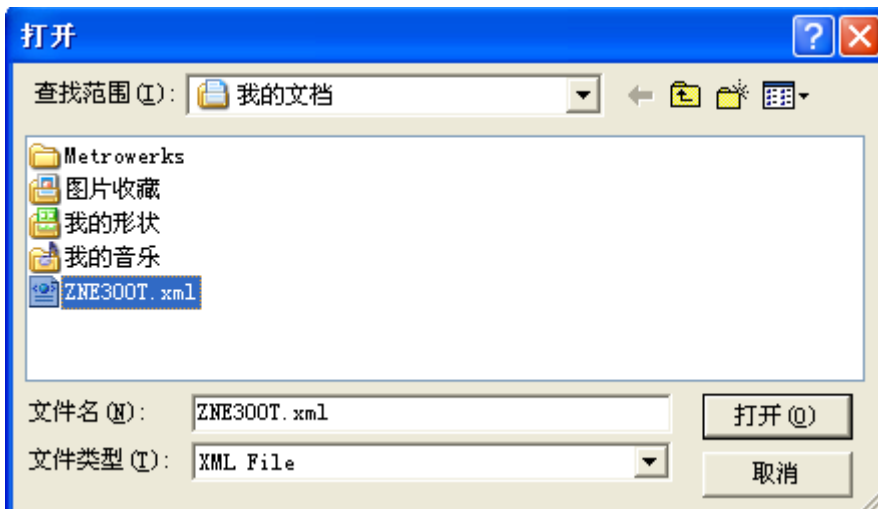 打开
查找范围(I): 我的文档
Metrowerks
图片收藏
我的形状
我的音乐
ZNE300T.xml
文件名(N): ZNE300T.xml 打开(O)
文件类型(T): XML File 取消